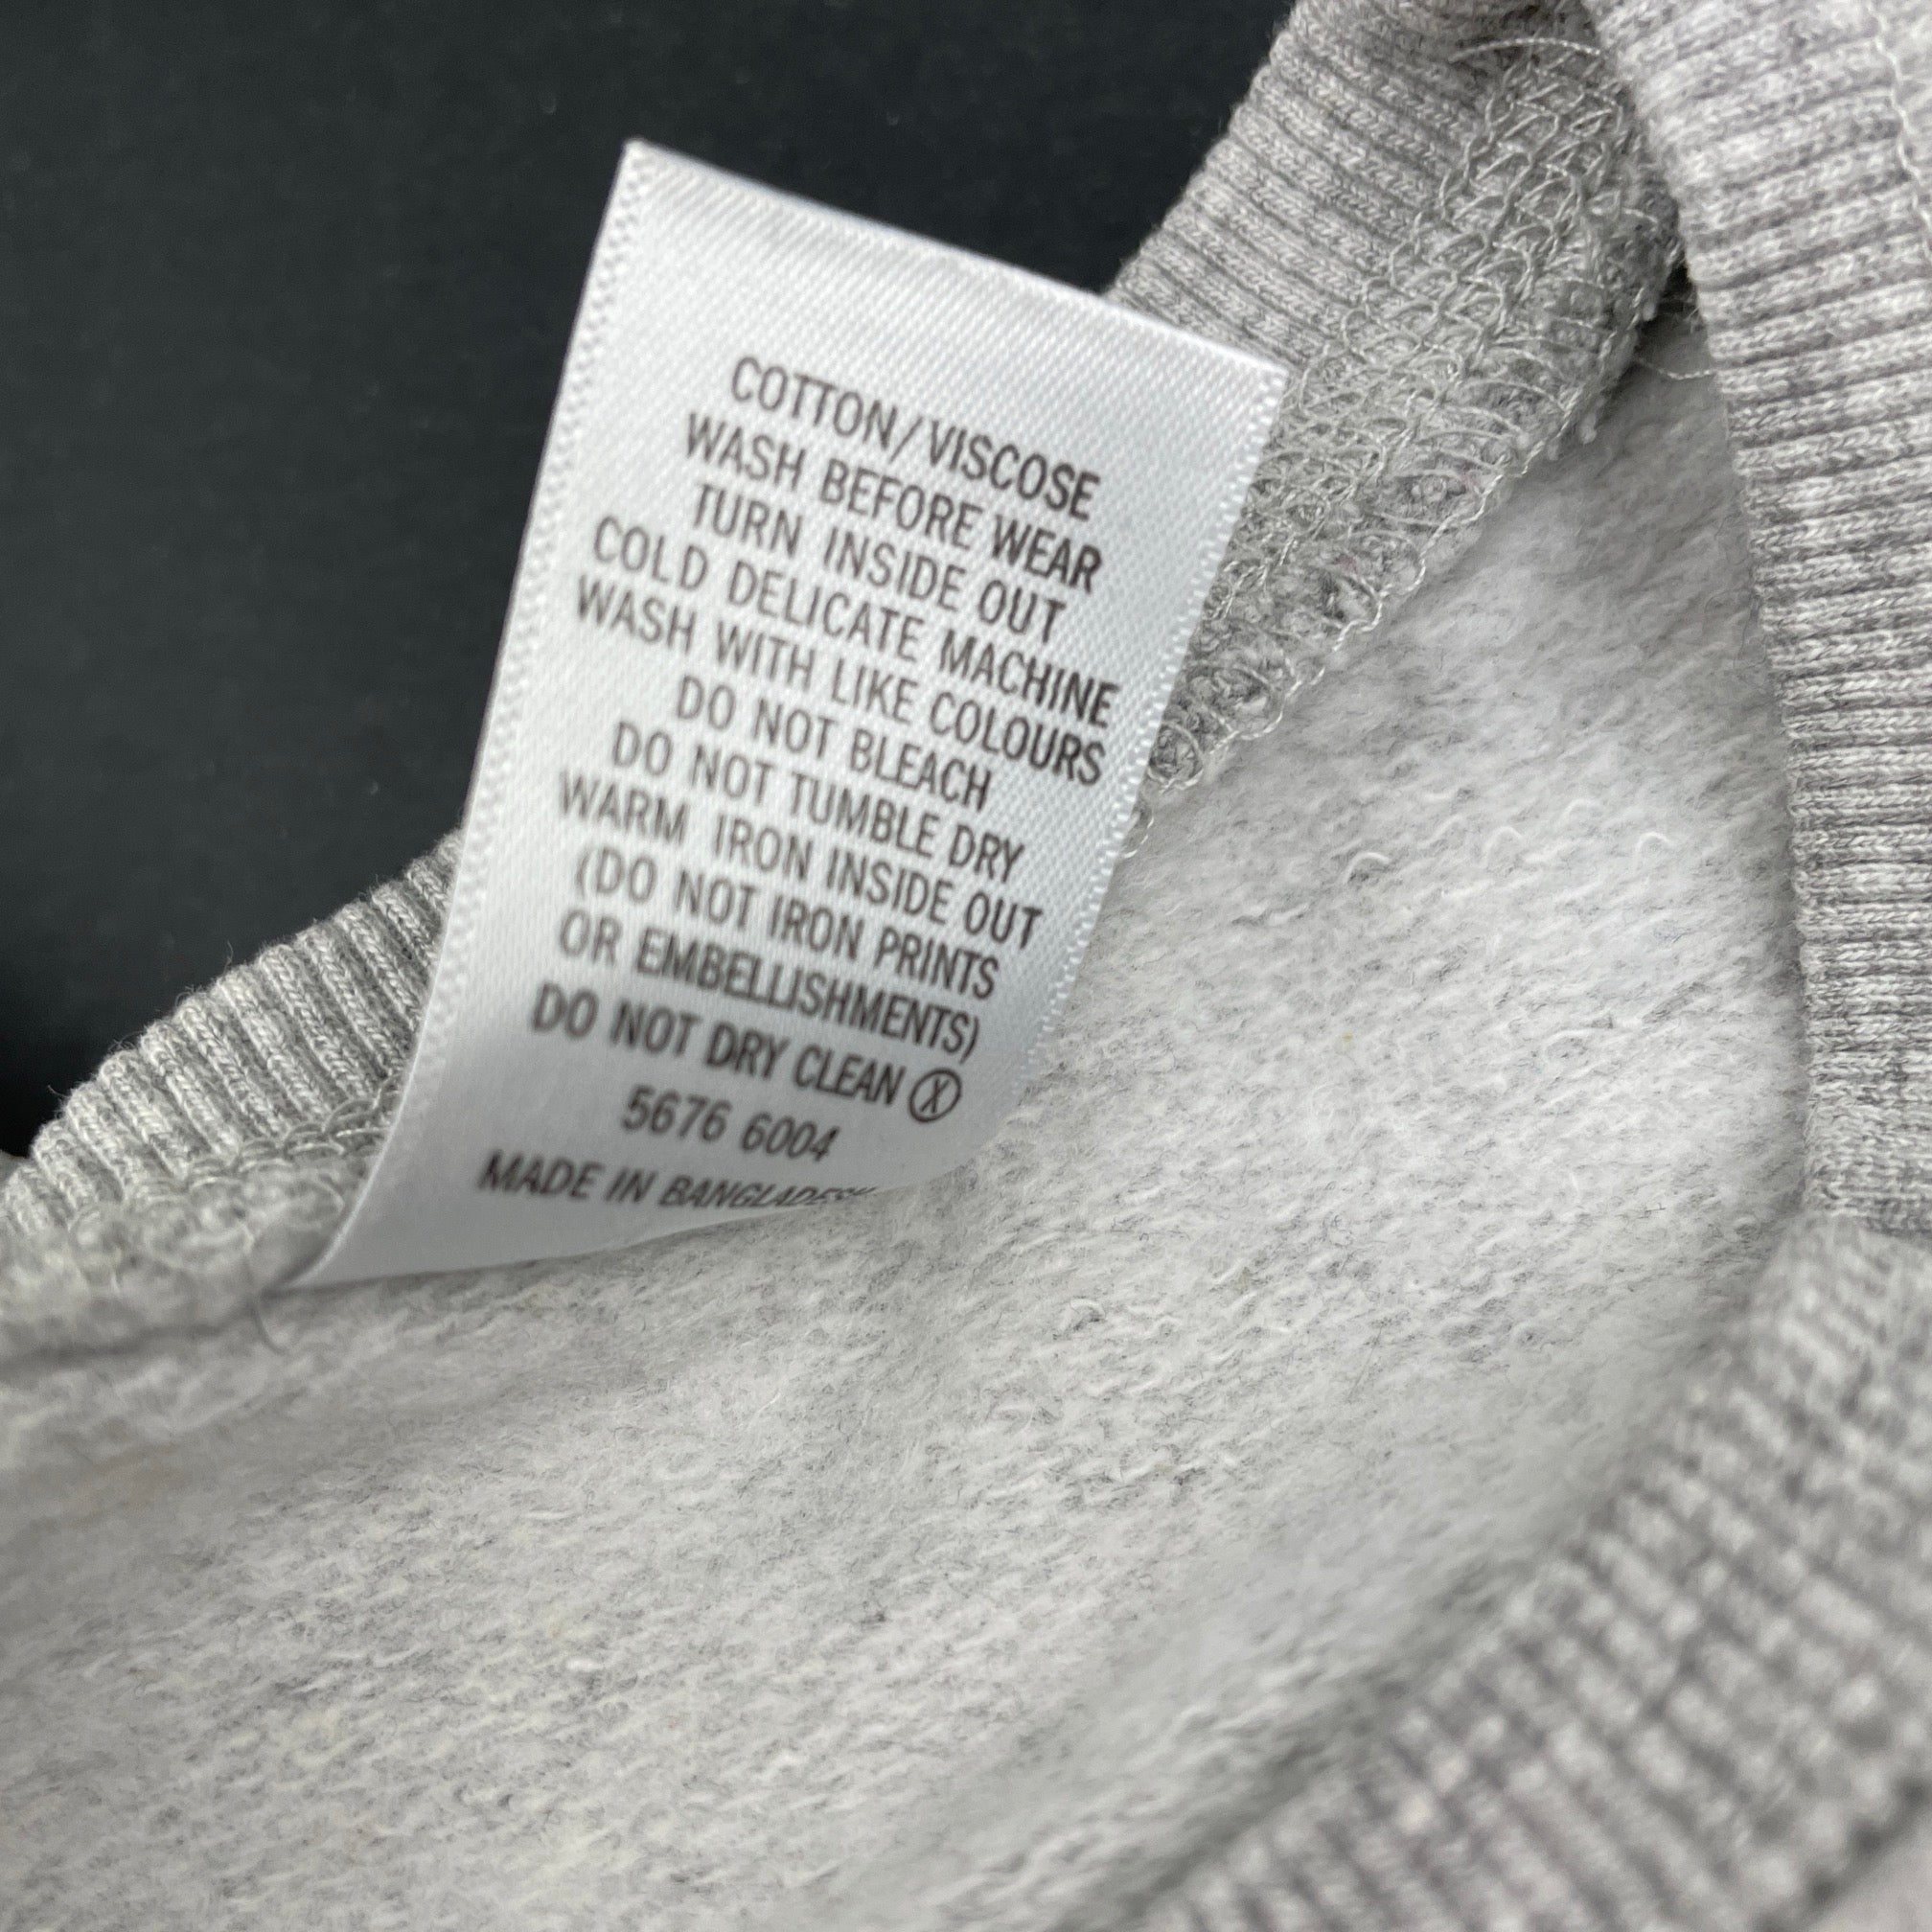 COTTON/VISCOSE
WASH BEFORE WEAR
TURN INSIDE OUT
COLD DELICATE MACHINE
WASH WITH LIKE COLOURS
DO NOT BLEACH
DO NOT TUMBLE DRY
WARM IRON INSIDE OUT
(DO NOT IRON PRINTS
OR EMBELLISHMENTS)
DO NOT DRY CLEAN Ⓧ
5676 6004
MADE IN BANGLADESH